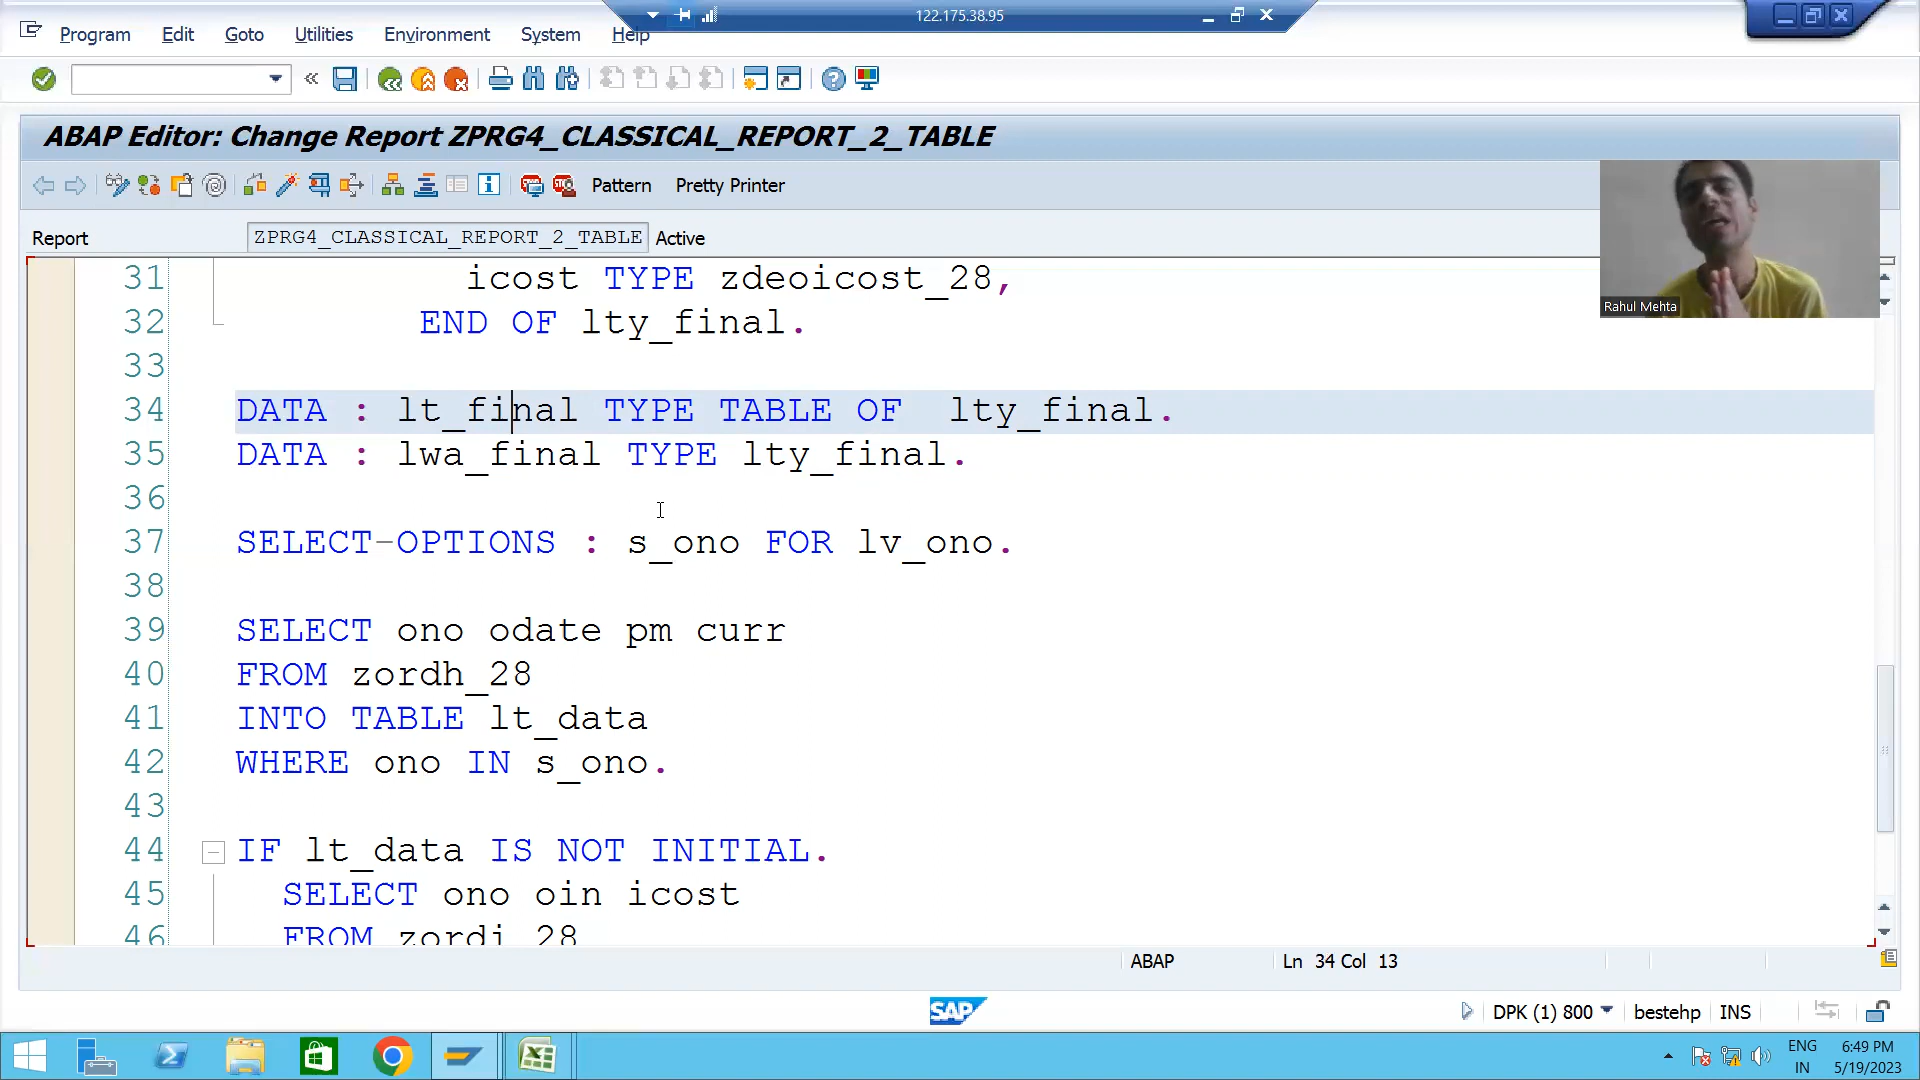 122.175.38.95
Program Edit Goto Utilities Environment System Help
ABAP Editor: Change Report ZPRG4_CLASSICAL_REPORT_2_TABLE
Pattern Pretty Printer
Report ZPRG4_CLASSICAL_REPORT_2_TABLE Active
Rahul Mehta
31 icost TYPE zdeoicost_28,
32 END OF lty_final.
33
34 DATA : lt_final TYPE TABLE OF lty_final.
35 DATA : lwa_final TYPE lty_final.
36
37 SELECT-OPTIONS : s_ono FOR lv_ono.
38
39 SELECT ono odate pm curr
40 FROM zordh_28
41 INTO TABLE lt_data
42 WHERE ono IN s_ono.
43
44 IF lt_data IS NOT INITIAL.
45 SELECT ono oin icost
46 FROM zordi_28
ABAP Ln 34 Col 13
SAP
DPK (1) 800 bestehp INS
ENG 6:49 PM
IN 5/19/2023